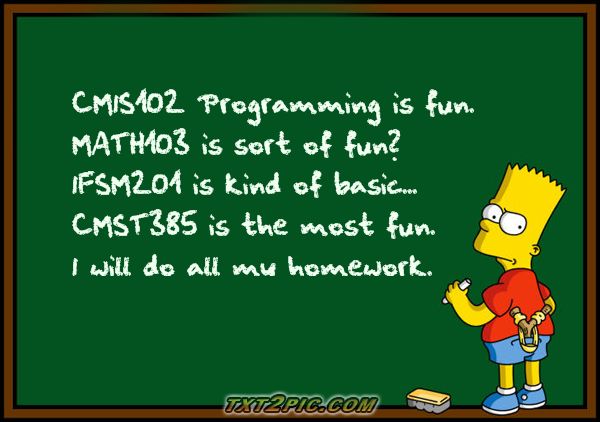 CMIS102 Programming is fun.
MATH103 is sort of fun?
IFSM201 is kind of basic...
CMST385 is the most fun.
I will do all mu homework.
TXT2PIC.COM